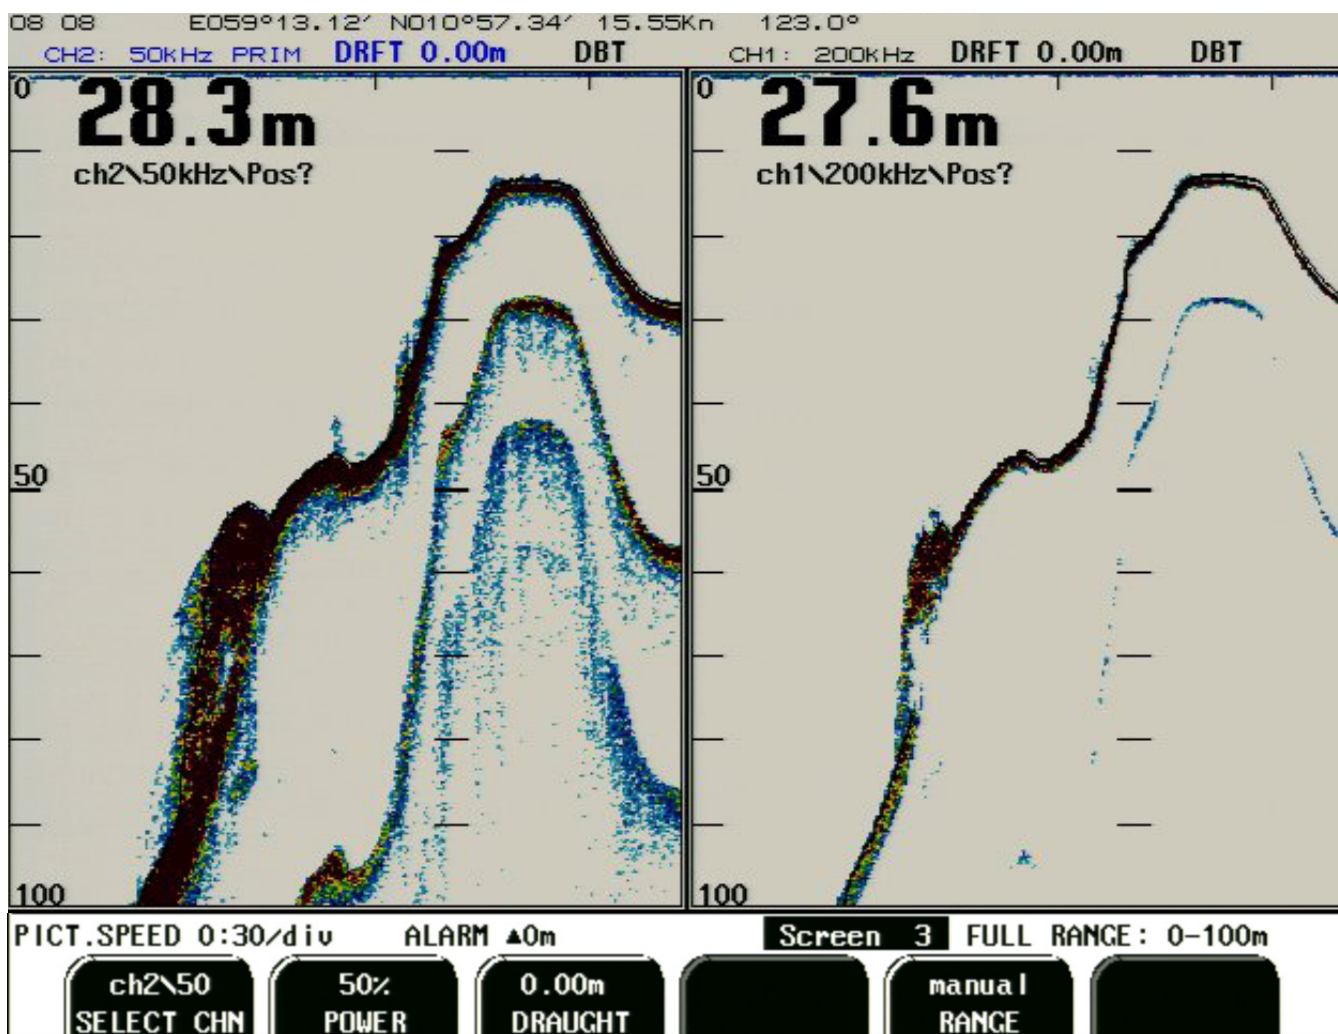 08 08 E059°13.12' N010°57.34' 15.55Kn 123.0°
CH2: 50kHz PRIM DRFT 0.00m DBT
CH1: 200kHz DRFT 0.00m DBT
0
28.3m
ch2\50kHz\Pos?
50
100
0
27.6m
ch1\200kHz\Pos?
50
100
PICT.SPEED 0:30/div ALARM ▲0m Screen 3 FULL RANGE: 0-100m
ch2\50
SELECT CHN
50%
POWER
0.00m
DRAUGHT
manual
RANGE